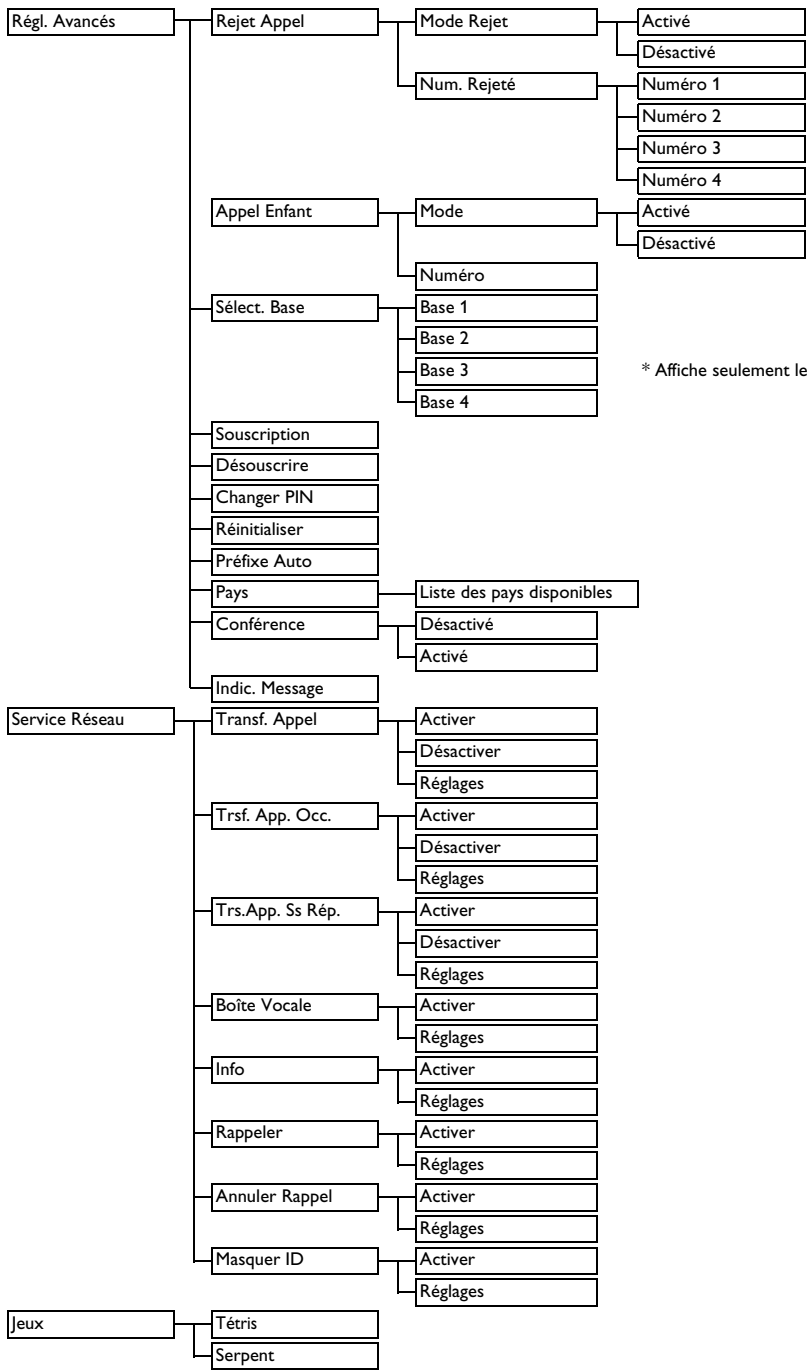 Régl. Avancés Rejet Appel Mode Rejet Activé
Désactivé
Num. Rejeté Numéro 1
Numéro 2
Numéro 3
Numéro 4
Appel Enfant Mode Activé
Désactivé
Numéro
Sélect. Base Base 1
Base 2
Base 3 * Affiche seulement le
Base 4
Souscription
Désouscrire
Changer PIN
Réinitialiser
Préfixe Auto
Pays Liste des pays disponibles
Conférence Désactivé
Activé
Indic. Message
Service Réseau Transf. Appel Activer
Désactiver
Réglages
Trsf. App. Occ. Activer
Désactiver
Réglages
Trs.App. Ss Rép. Activer
Désactiver
Réglages
Boîte Vocale Activer
Réglages
Info Activer
Réglages
Rappeler Activer
Réglages
Annuler Rappel Activer
Réglages
Masquer ID Activer
Réglages
Jeux Tétris
Serpent